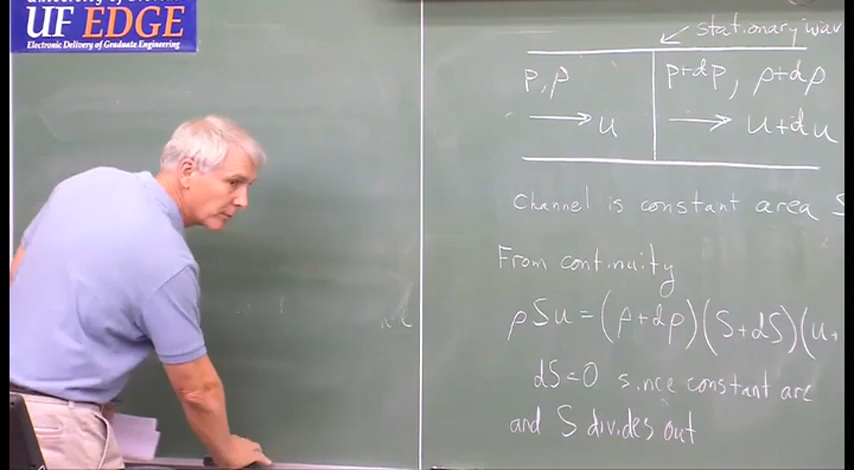 UF EDGE
Electronic Delivery of Graduate Engineering
stationary wav
p, ρ
p+dp, ρ+dρ
→ u
→ u+du
Channel is constant area S
From continuity
ρSu=(ρ+dρ)(S+dS)(u+
dS=0 since constant are
and S divides out